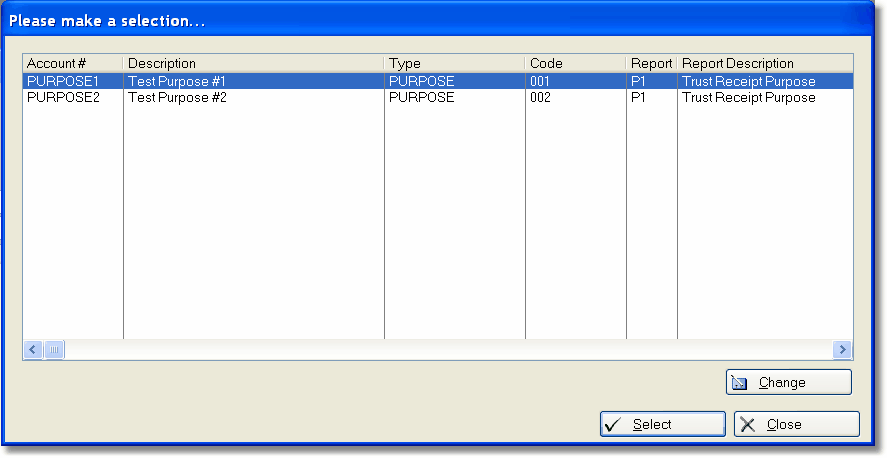 Please make a selection...
Account # Description Type Code Report Report Description
PURPOSE1 Test Purpose #1 PURPOSE 001 P1 Trust Receipt Purpose
PURPOSE2 Test Purpose #2 PURPOSE 002 P1 Trust Receipt Purpose
Change
Select Close